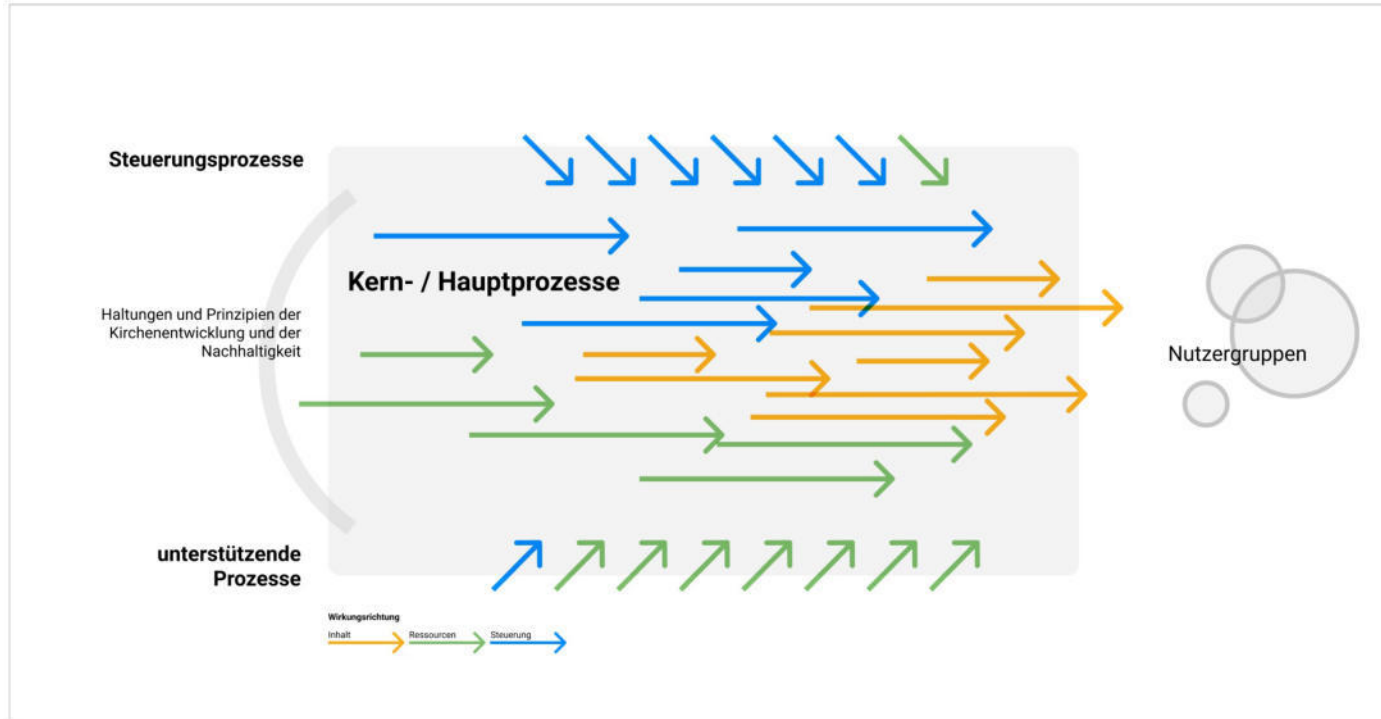 Steuerungsprozesse
Kern- / Hauptprozesse
Haltungen und Prinzipien der
Kirchenentwicklung und der
Nachhaltigkeit
Nutzergruppen
unterstützende
Prozesse
Wirkungsrichtung
Inhalt
Ressourcen
Steuerung